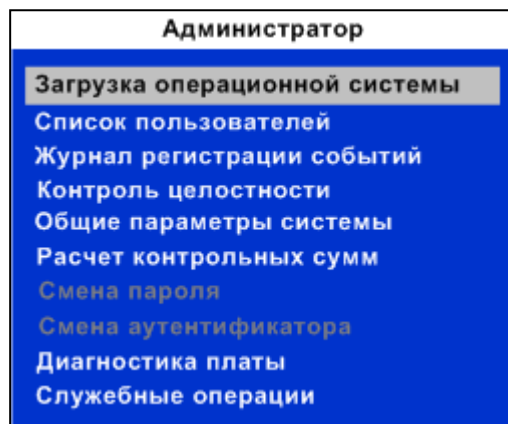 Администратор
Загрузка операционной системы
Список пользователей
Журнал регистрации событий
Контроль целостности
Общие параметры системы
Расчет контрольных сумм
Смена пароля
Смена аутентификатора
Диагностика платы
Служебные операции